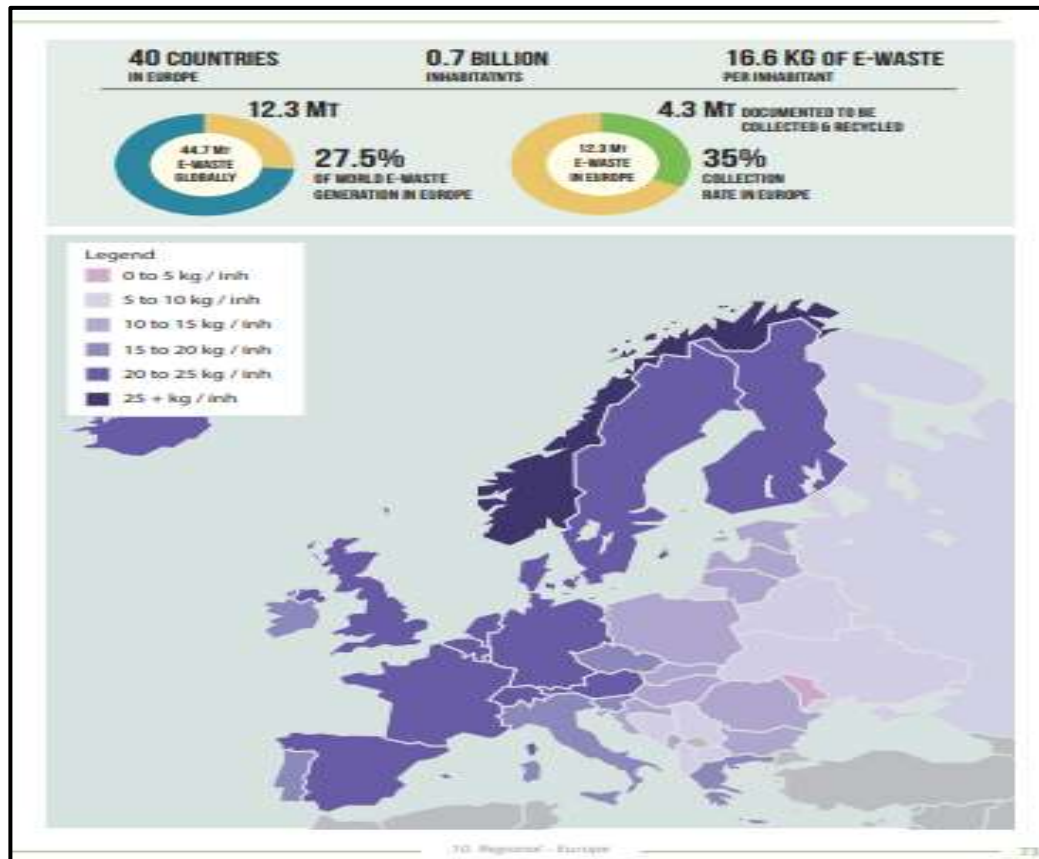 40 COUNTRIES
IN EUROPE
0.7 BILLION
INHABITATNTS
16.6 KG OF E-WASTE
PER INHABITANT
12.3 MT
44.7 MT
E-WASTE
GLOBALLY
27.5%
OF WORLD E-WASTE
GENERATION IN EUROPE
4.3 MT DOCUMENTED TO BE
COLLECTED & RECYCLED
12.3 MT
E-WASTE
IN EUROPE
35%
COLLECTION
RATE IN EUROPE
Legend
0 to 5 kg / inh
5 to 10 kg / inh
10 to 15 kg / inh
15 to 20 kg / inh
20 to 25 kg / inh
25 + kg / inh
10. Regional - Europe